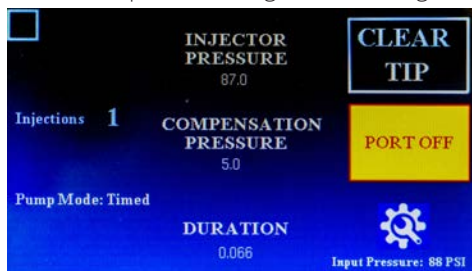 INJECTOR
PRESSURE
87.0
CLEAR
TIP
Injections 1
COMPENSATION
PRESSURE
5.0
PORT OFF
Pump Mode: Timed
DURATION
0.066
Input Pressure: 88 PSI